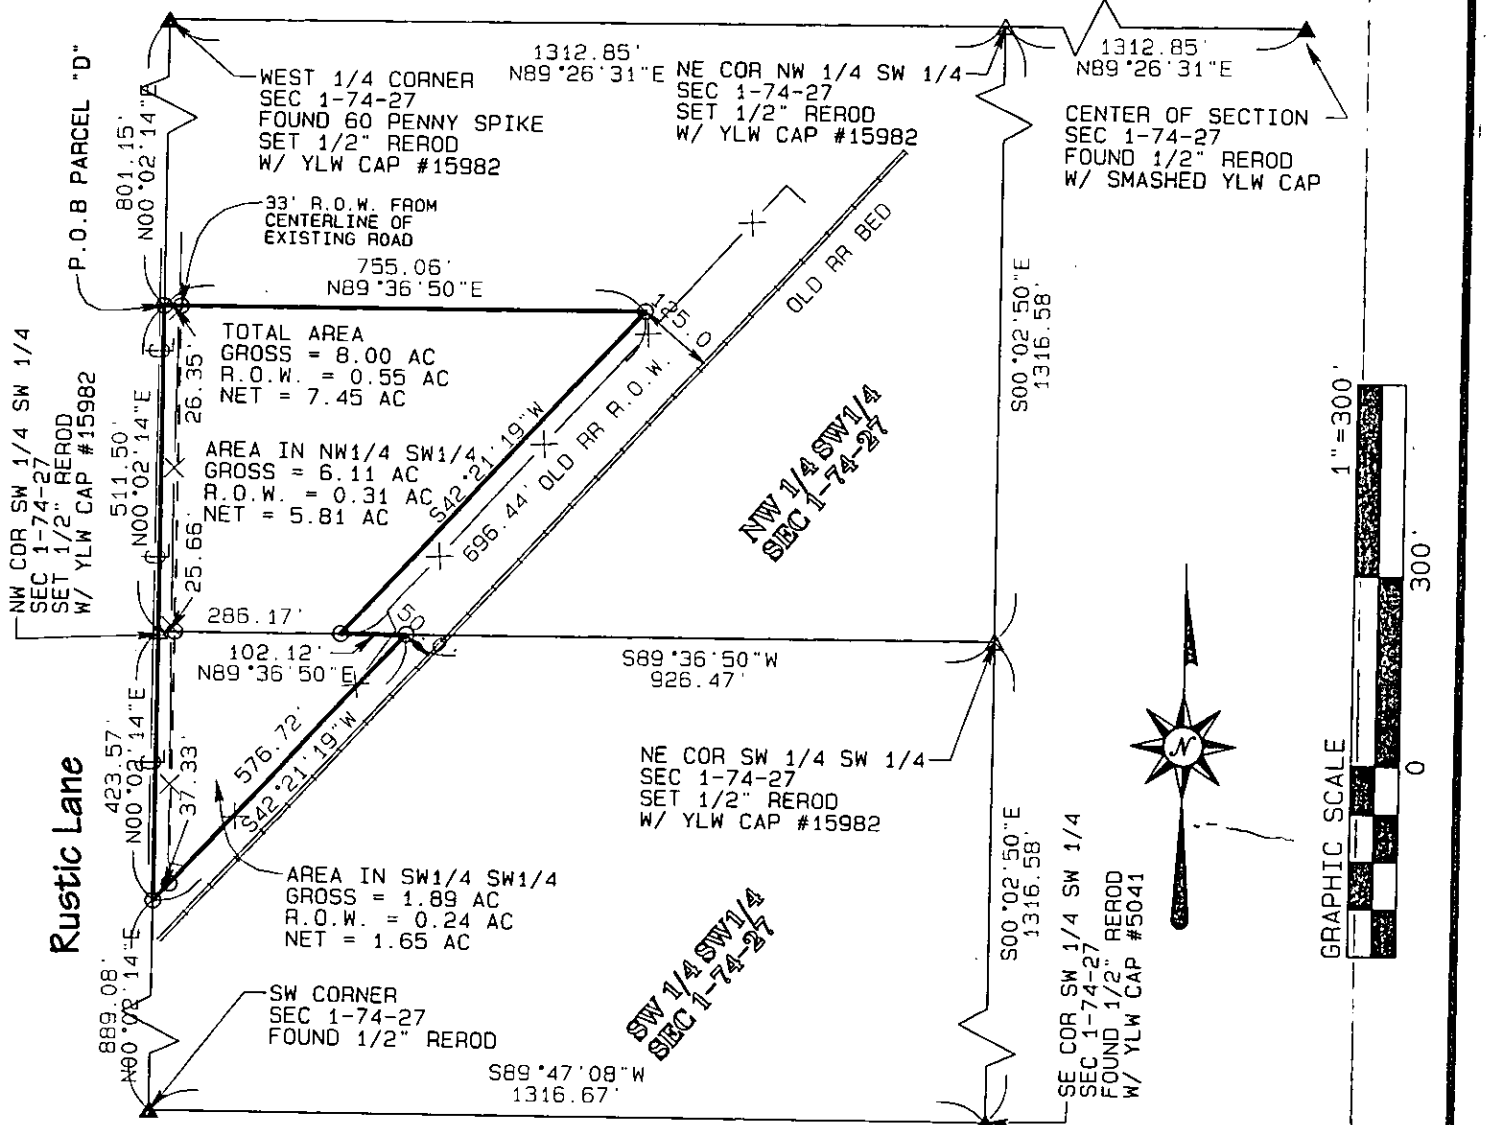 1312.85'
N89°26'31"E
1312.85'
N89°26'31"E
P.O.B PARCEL "D"
801.15'
N00°02'14"E
WEST 1/4 CORNER
SEC 1-74-27
FOUND 60 PENNY SPIKE
SET 1/2" REROD
W/ YLW CAP #15982
NE COR NW 1/4 SW 1/4
SEC 1-74-27
SET 1/2" REROD
W/ YLW CAP #15982
CENTER OF SECTION
SEC 1-74-27
FOUND 1/2" REROD
W/ SMASHED YLW CAP
33' R.O.W. FROM
CENTERLINE OF
EXISTING ROAD
755.06'
N89°36'50"E
125.0
OLD RR BED
S00°02'50"E
1316.58'
NW COR SW 1/4 SW 1/4
SEC 1-74-27
SET 1/2" REROD
W/ YLW CAP #15982
511.50'
N00°02'14"E
26.35'
25.66'
TOTAL AREA
GROSS = 8.00 AC
R.O.W. = 0.55 AC
NET = 7.45 AC
AREA IN NW1/4 SW1/4
GROSS = 6.11 AC
R.O.W. = 0.31 AC
NET = 5.81 AC
S42°21'19"W
696.44' OLD RR R.O.W.
NW 1/4 SW1/4
SEC 1-74-27
1"=300'
300'
0
GRAPHIC SCALE
286.17'
102.12'
N89°36'50"E
50.0
S89°36'50"W
926.47'
N
Rustic Lane
423.57'
N00°02'14"E
37.33'
576.72'
S42°21'19"W
NE COR SW 1/4 SW 1/4
SEC 1-74-27
SET 1/2" REROD
W/ YLW CAP #15982
S00°02'50"E
1316.58'
AREA IN SW1/4 SW1/4
GROSS = 1.89 AC
R.O.W. = 0.24 AC
NET = 1.65 AC
SW 1/4 SW1/4
SEC 1-74-27
889.08'
N00°02'14"E
SW CORNER
SEC 1-74-27
FOUND 1/2" REROD
SE COR SW 1/4 SW 1/4
SEC 1-74-27
FOUND 1/2" REROD
W/ YLW CAP #5041
S89°47'08"W
1316.67'